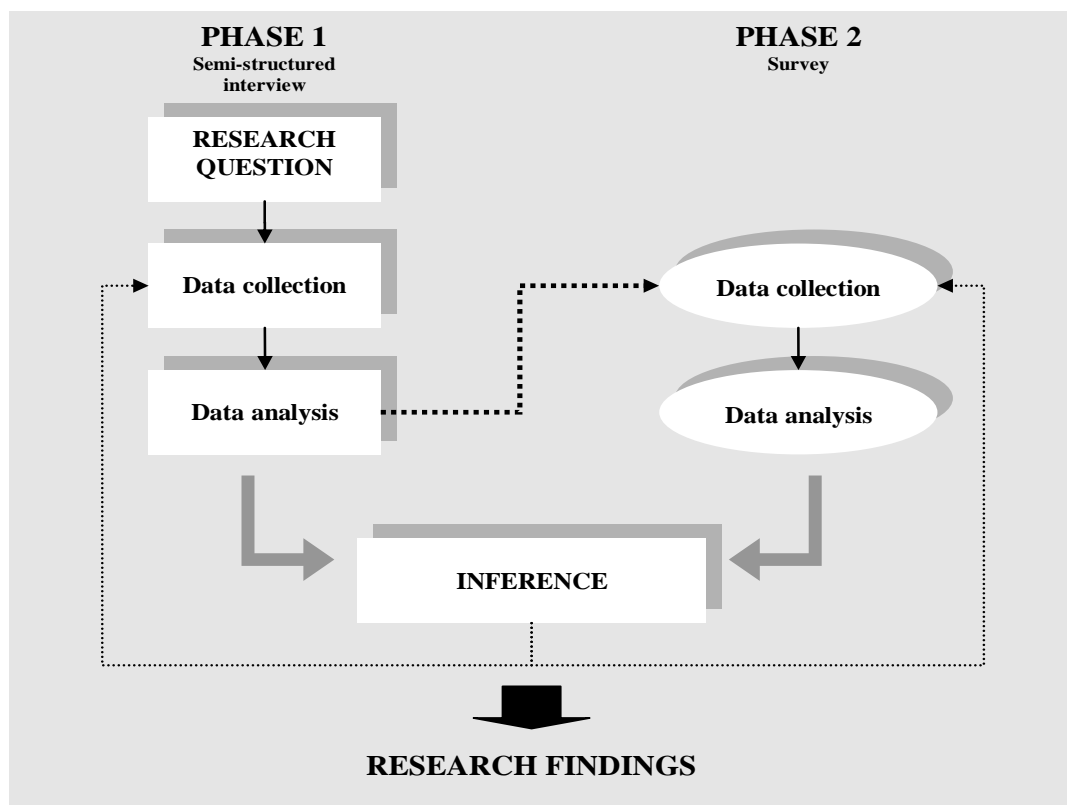 PHASE 1
Semi-structured
interview
RESEARCH
QUESTION
Data collection
Data analysis
PHASE 2
Survey
Data collection
Data analysis
INFERENCE
RESEARCH FINDINGS